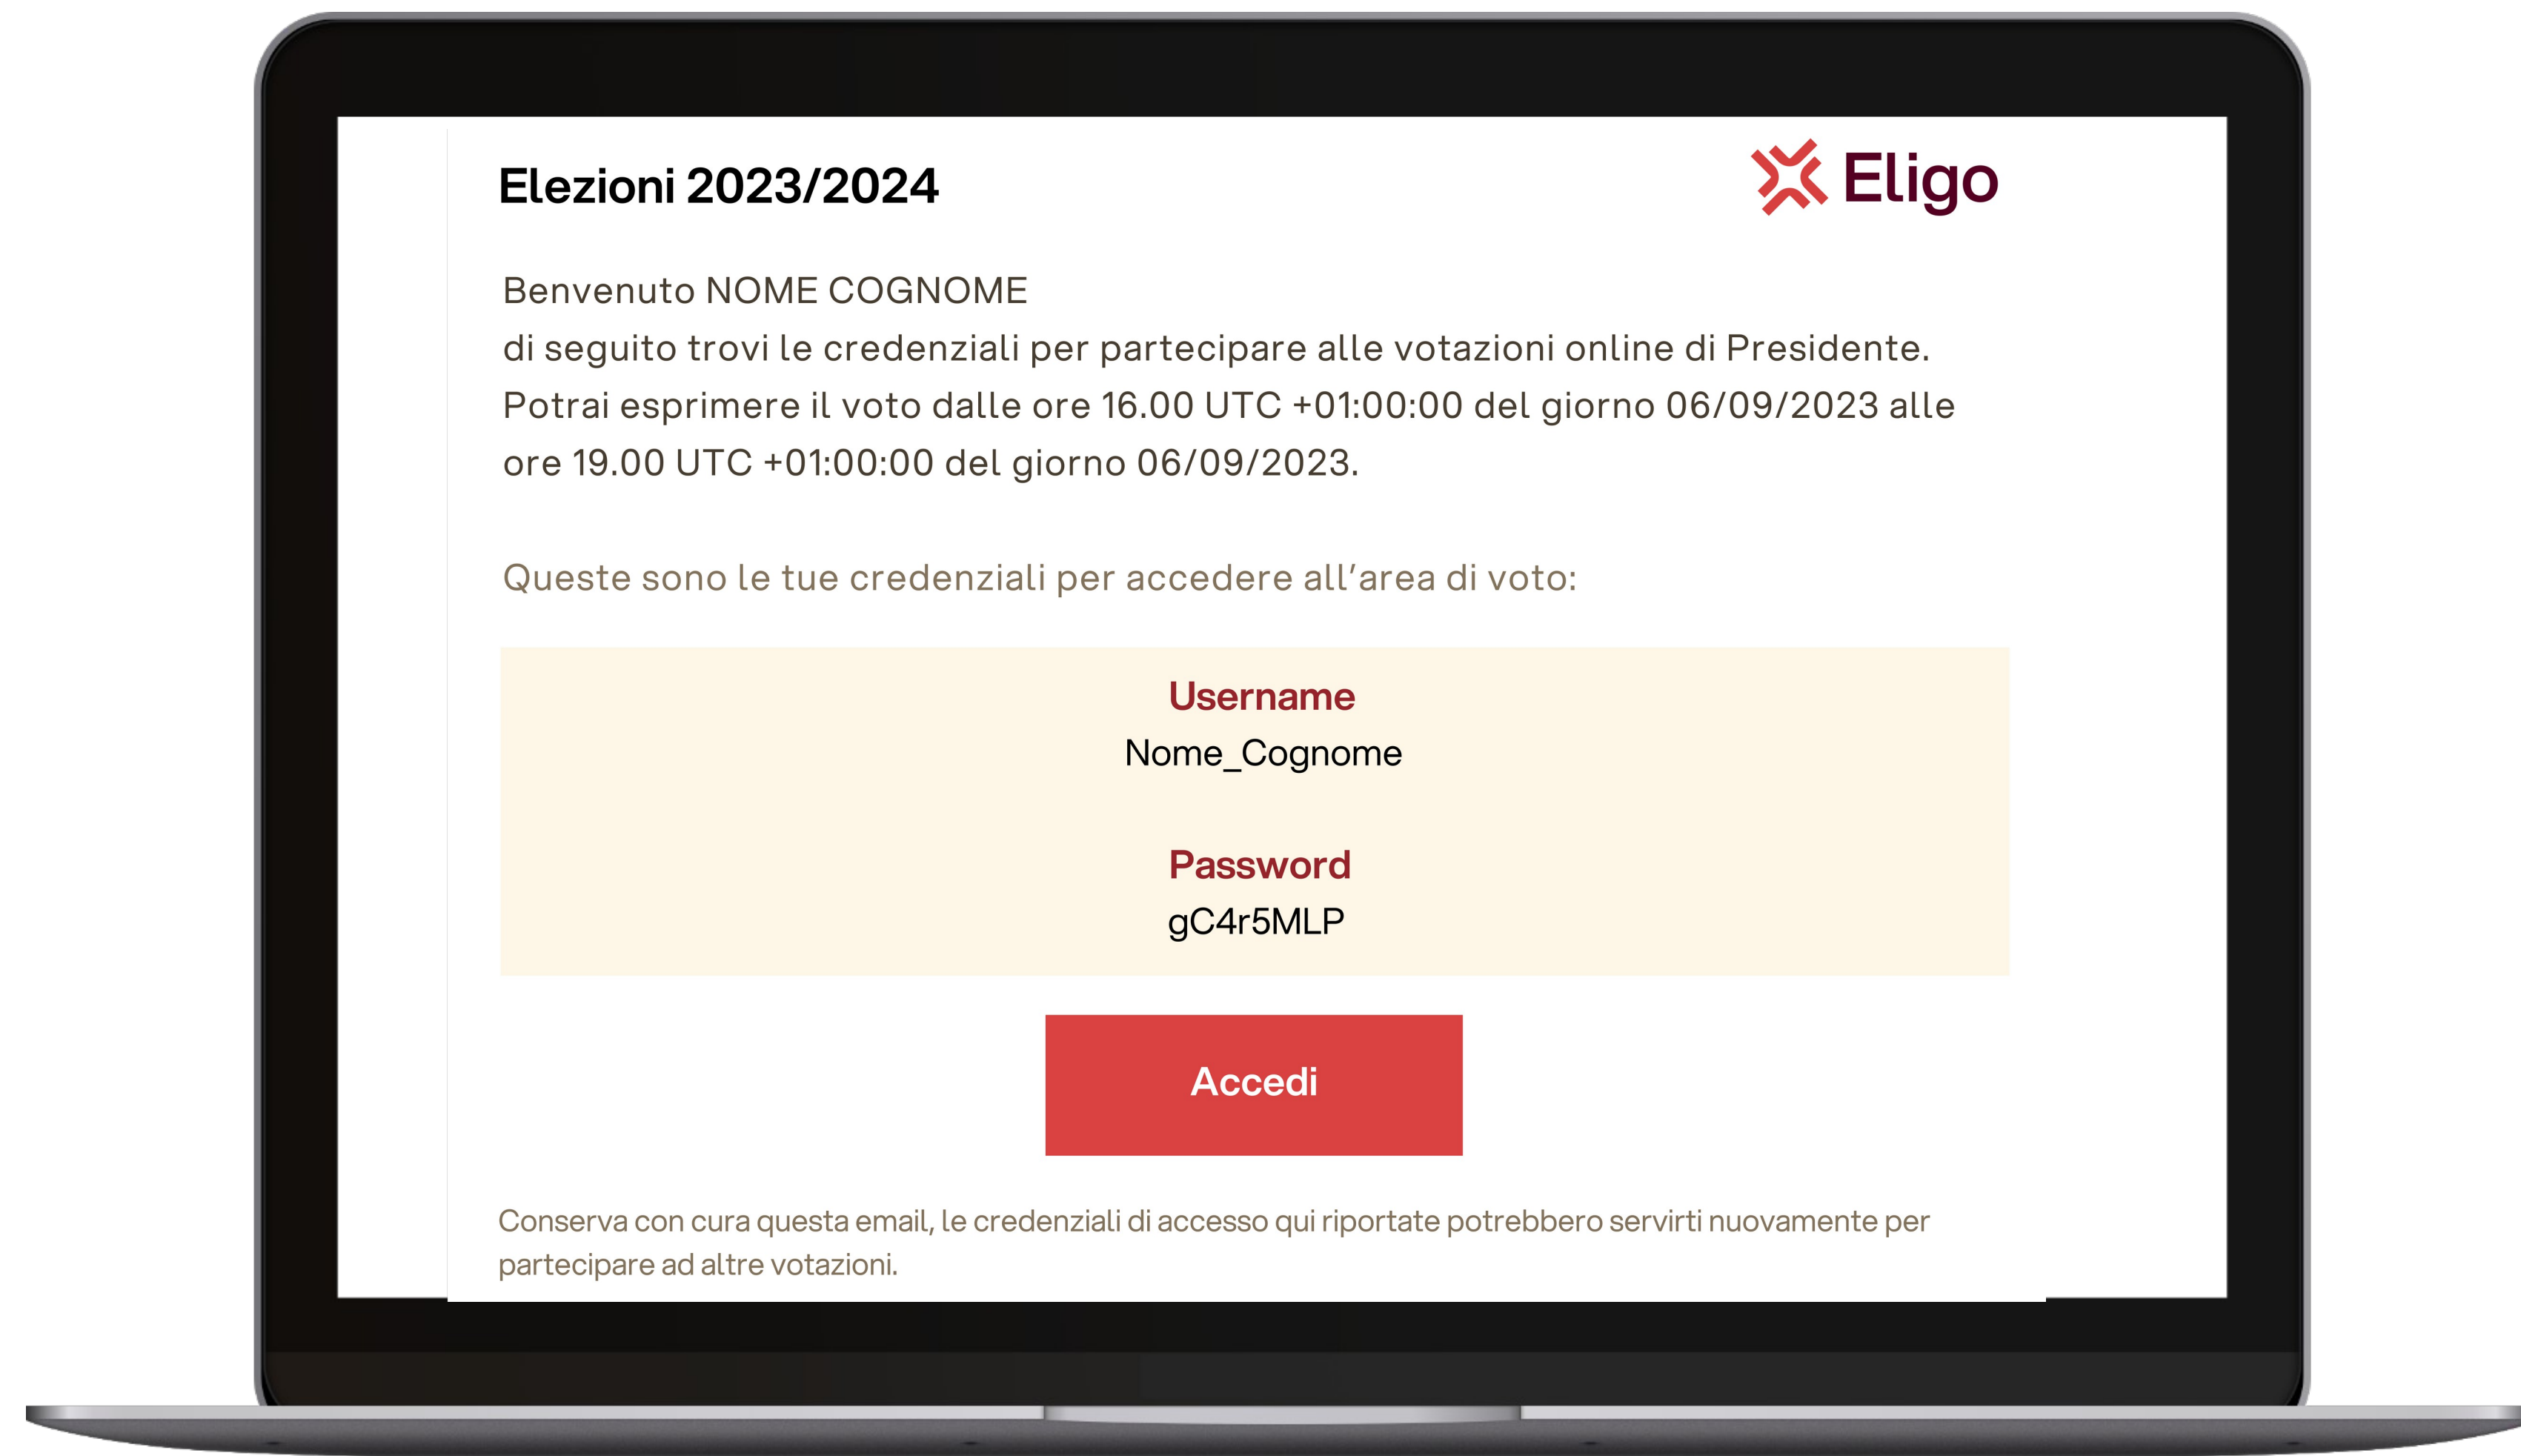 Elezioni 2023/2024
Eligo
Benvenuto NOME COGNOME
di seguito trovi le credenziali per partecipare alle votazioni online di Presidente.
Potrai esprimere il voto dalle ore 16.00 UTC +01:00:00 del giorno 06/09/2023 alle
ore 19.00 UTC +01:00:00 del giorno 06/09/2023.
Queste sono le tue credenziali per accedere all’area di voto:
Username
Nome_Cognome
Password
gC4r5MLP
Accedi
Conserva con cura questa email, le credenziali di accesso qui riportate potrebbero servirti nuovamente per
partecipare ad altre votazioni.